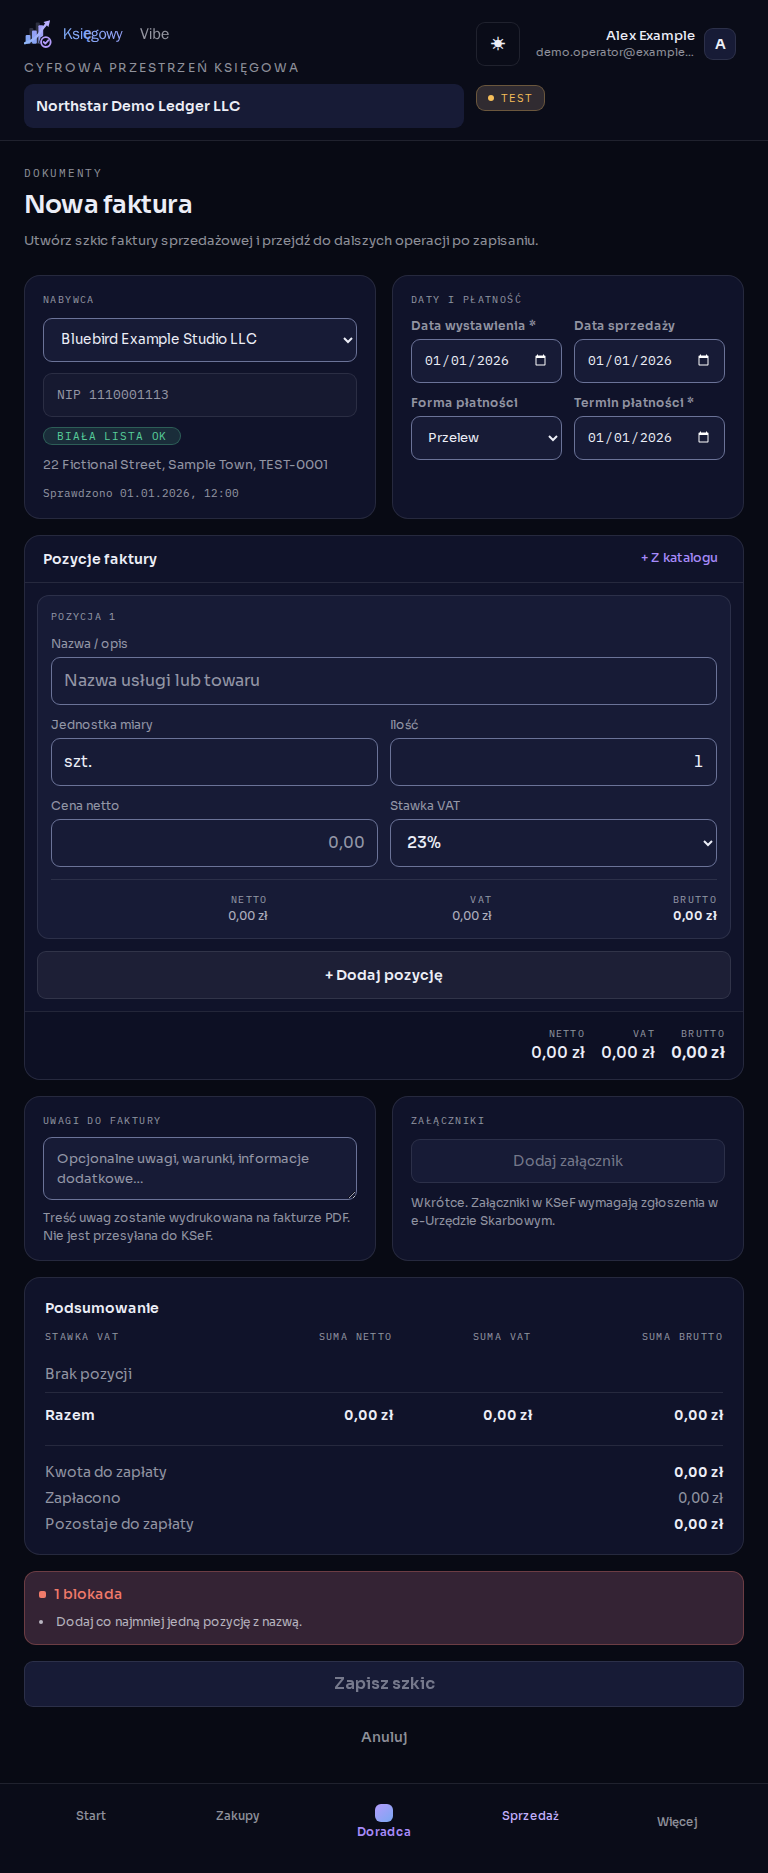 Księgowy Vibe
CYFROWA PRZESTRZEŃ KSIĘGOWA
Alex Example
demo.operator@example...
A
Northstar Demo Ledger LLC
TEST
DOKUMENTY
Nowa faktura
Utwórz szkic faktury sprzedażowej i przejdź do dalszych operacji po zapisaniu.
NABYWCA
Bluebird Example Studio LLC
NIP 1110001113
BIAŁA LISTA OK
22 Fictional Street, Sample Town, TEST-0001
Sprawdzono 01.01.2026, 12:00
DATY I PŁATNOŚĆ
Data wystawienia * Data sprzedaży
01/01/2026 01/01/2026
Forma płatności Termin płatności *
Przelew 01/01/2026
Pozycje faktury + Z katalogu
POZYCJA 1
Nazwa / opis
Nazwa usługi lub towaru
Jednostka miary Ilość
szt. 1
Cena netto Stawka VAT
0,00 23%
NETTO VAT BRUTTO
0,00 zł 0,00 zł 0,00 zł
+ Dodaj pozycję
NETTO VAT BRUTTO
0,00 zł 0,00 zł 0,00 zł
UWAGI DO FAKTURY
Opcjonalne uwagi, warunki, informacje
dodatkowe...
Treść uwag zostanie wydrukowana na fakturze PDF.
Nie jest przesyłana do KSeF.
ZAŁĄCZNIKI
Dodaj załącznik
Wkrótce. Załączniki w KSeF wymagają zgłoszenia w
e-Urzędzie Skarbowym.
Podsumowanie
STAWKA VAT SUMA NETTO SUMA VAT SUMA BRUTTO
Brak pozycji
Razem 0,00 zł 0,00 zł 0,00 zł
Kwota do zapłaty 0,00 zł
Zapłacono 0,00 zł
Pozostaje do zapłaty 0,00 zł
1 blokada
• Dodaj co najmniej jedną pozycję z nazwą.
Zapisz szkic
Anuluj
Start Zakupy Doradca Sprzedaż Więcej